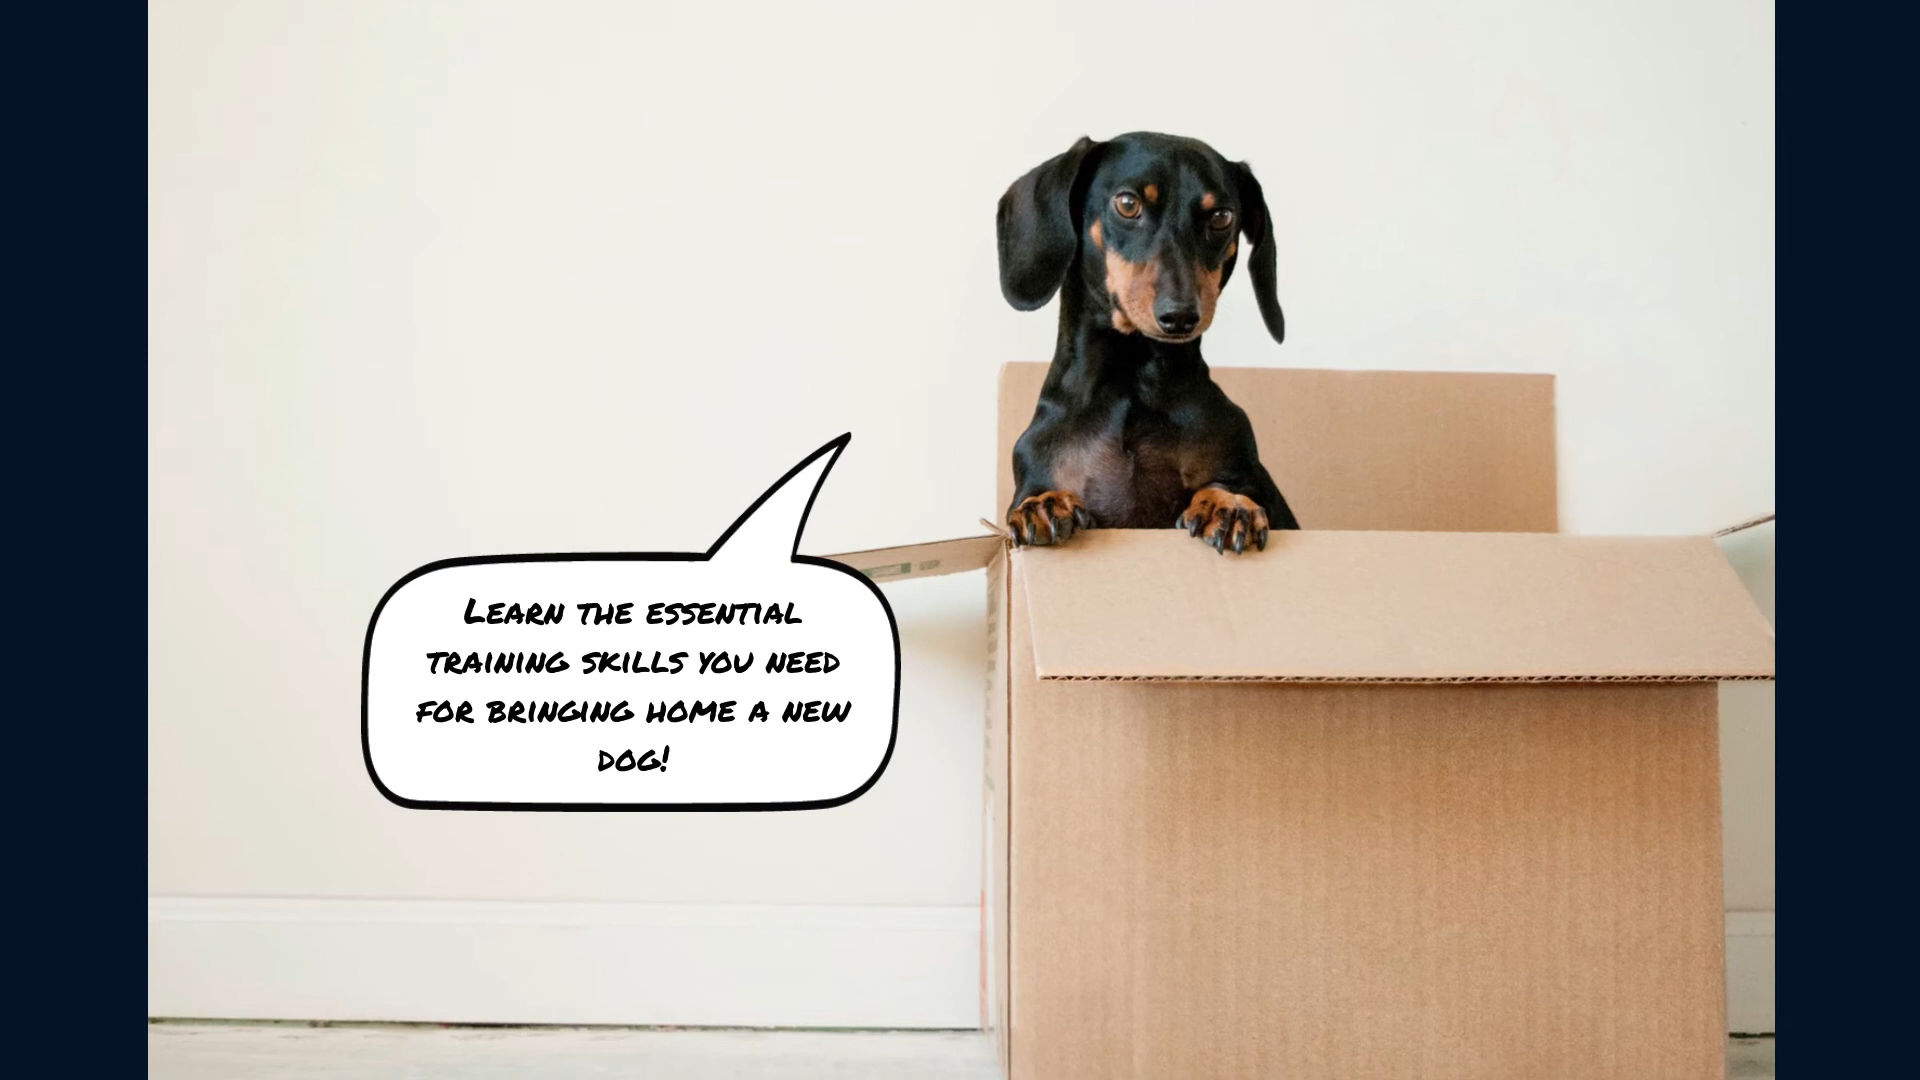 Learn the essential
training skills you need
for bringing home a new
dog!